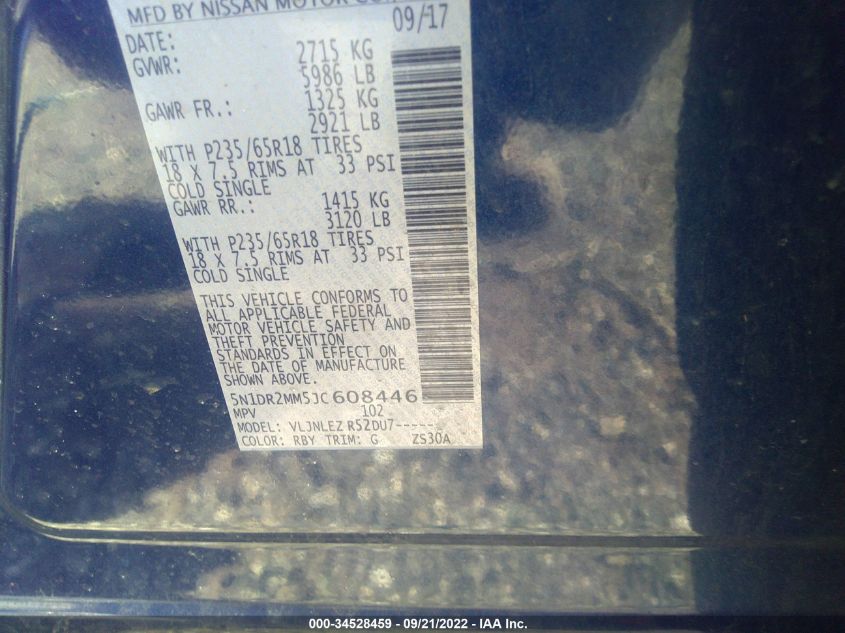 MFD BY NISSAN MOTOR CO.
DATE: 09/17
GVWR: 2715 KG
5986 LB
GAWR FR.: 1325 KG
2921 LB
WITH P235/65R18 TIRES
18 X 7.5 RIMS AT 33 PSI
COLD SINGLE
GAWR RR.: 1415 KG
3120 LB
WITH P235/65R18 TIRES
18 X 7.5 RIMS AT 33 PSI
COLD SINGLE
THIS VEHICLE CONFORMS TO
ALL APPLICABLE FEDERAL
MOTOR VEHICLE SAFETY AND
THEFT PREVENTION
STANDARDS IN EFFECT ON
THE DATE OF MANUFACTURE
SHOWN ABOVE.
5N1DR2MM5JC608446
MPV 102
MODEL: VLJNLEZ R52DU7-----
COLOR: RBY TRIM: G ZS30A
000-34528459 - 09/21/2022 - IAA Inc.